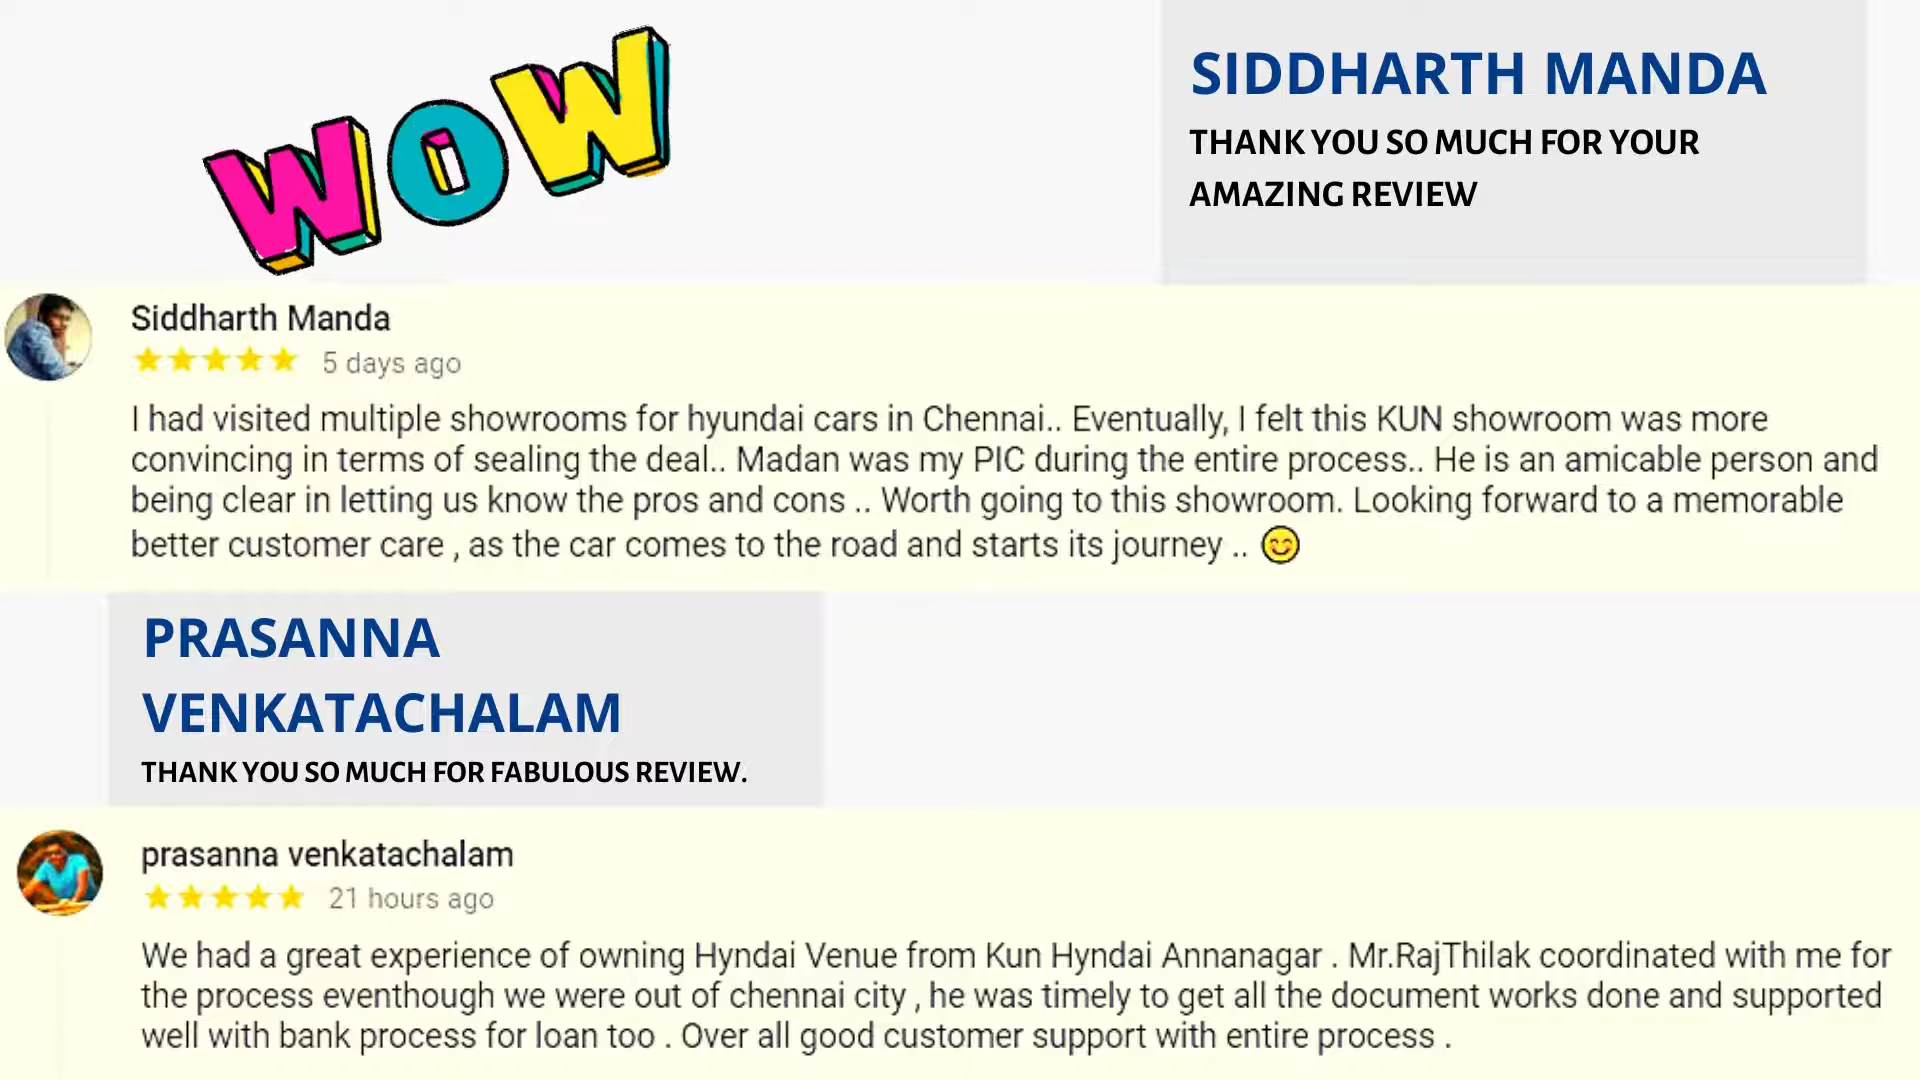 WOW
SIDDHARTH MANDA
THANK YOU SO MUCH FOR YOUR
AMAZING REVIEW
Siddharth Manda
5 days ago
I had visited multiple showrooms for hyundai cars in Chennai.. Eventually, I felt this KUN showroom was more
convincing in terms of sealing the deal.. Madan was my PIC during the entire process.. He is an amicable person and
being clear in letting us know the pros and cons .. Worth going to this showroom. Looking forward to a memorable
better customer care , as the car comes to the road and starts its journey .. 😊
PRASANNA
VENKATACHALAM
THANK YOU SO MUCH FOR FABULOUS REVIEW.
prasanna venkatachalam
21 hours ago
We had a great experience of owning Hyndai Venue from Kun Hyndai Annanagar . Mr.RajThilak coordinated with me for
the process eventhough we were out of chennai city , he was timely to get all the document works done and supported
well with bank process for loan too . Over all good customer support with entire process .